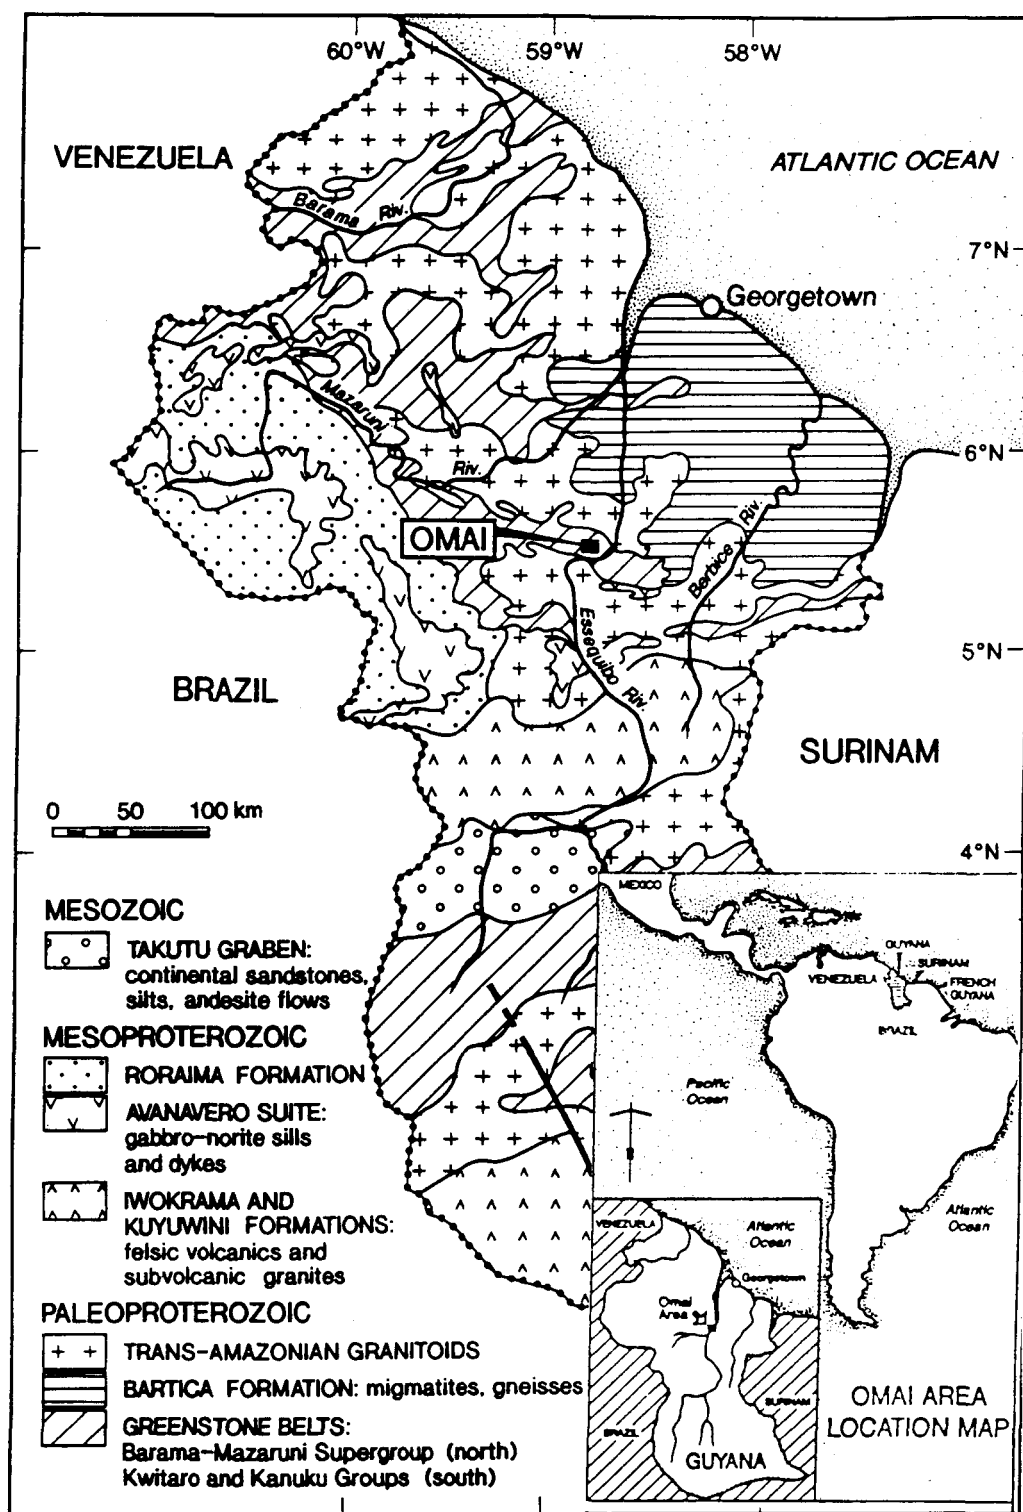 60°W 59°W 58°W
VENEZUELA
ATLANTIC OCEAN
Barama Riv.
7°N
Georgetown
Mazaruni
Riv.
6°N
OMAI
Berbice Riv.
Essequibo Riv.
5°N
BRAZIL
SURINAM
0 50 100 km
4°N
MESOZOIC
TAKUTU GRABEN:
continental sandstones,
silts, andesite flows
MESOPROTEROZOIC
RORAIMA FORMATION
AVANAVERO SUITE:
gabbro-norite sills
and dykes
IWOKRAMA AND
KUYUWINI FORMATIONS:
felsic volcanics and
subvolcanic granites
PALEOPROTEROZOIC
TRANS-AMAZONIAN GRANITOIDS
BARTICA FORMATION: migmatites, gneisses
GREENSTONE BELTS:
Barama-Mazaruni Supergroup (north)
Kwitaro and Kanuku Groups (south)
MEXICO
GUYANA
SURINAM
VENEZUELA
FRENCH
GUYANA
BRAZIL
Pacific
Ocean
Atlantic
Ocean
VENEZUELA
Atlantic
Ocean
Georgetown
Omai
Area
SURINAM
BRAZIL
GUYANA
OMAI AREA
LOCATION MAP